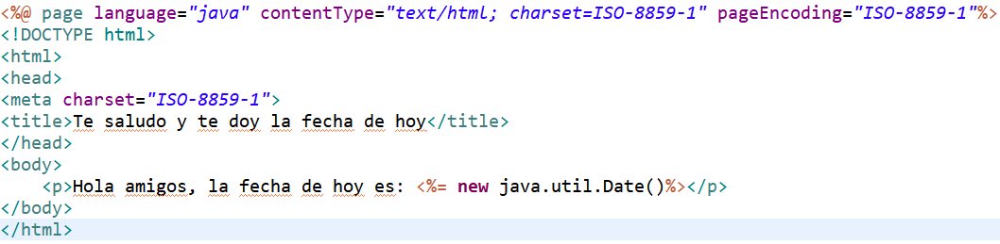 <%@ page language="java" contentType="text/html; charset=ISO-8859-1" pageEncoding="ISO-8859-1"%>
<!DOCTYPE html>
<html>
<head>
<meta charset="ISO-8859-1">
<title>Te saludo y te doy la fecha de hoy</title>
</head>
<body>
    <p>Hola amigos, la fecha de hoy es: <%= new java.util.Date()%></p>
</body>
</html>